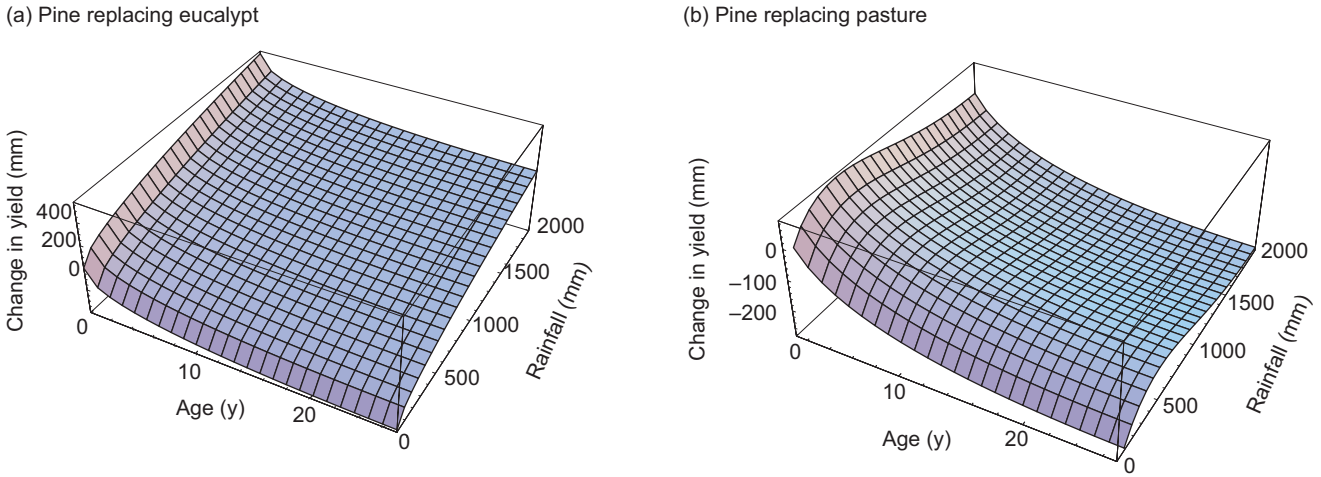 (a) Pine replacing eucalypt
Change in yield (mm)
400
200
0
0
10
20
Age (y)
0
500
1000
1500
2000
Rainfall (mm)
(b) Pine replacing pasture
Change in yield (mm)
0
–100
–200
0
10
20
Age (y)
0
500
1000
1500
2000
Rainfall (mm)